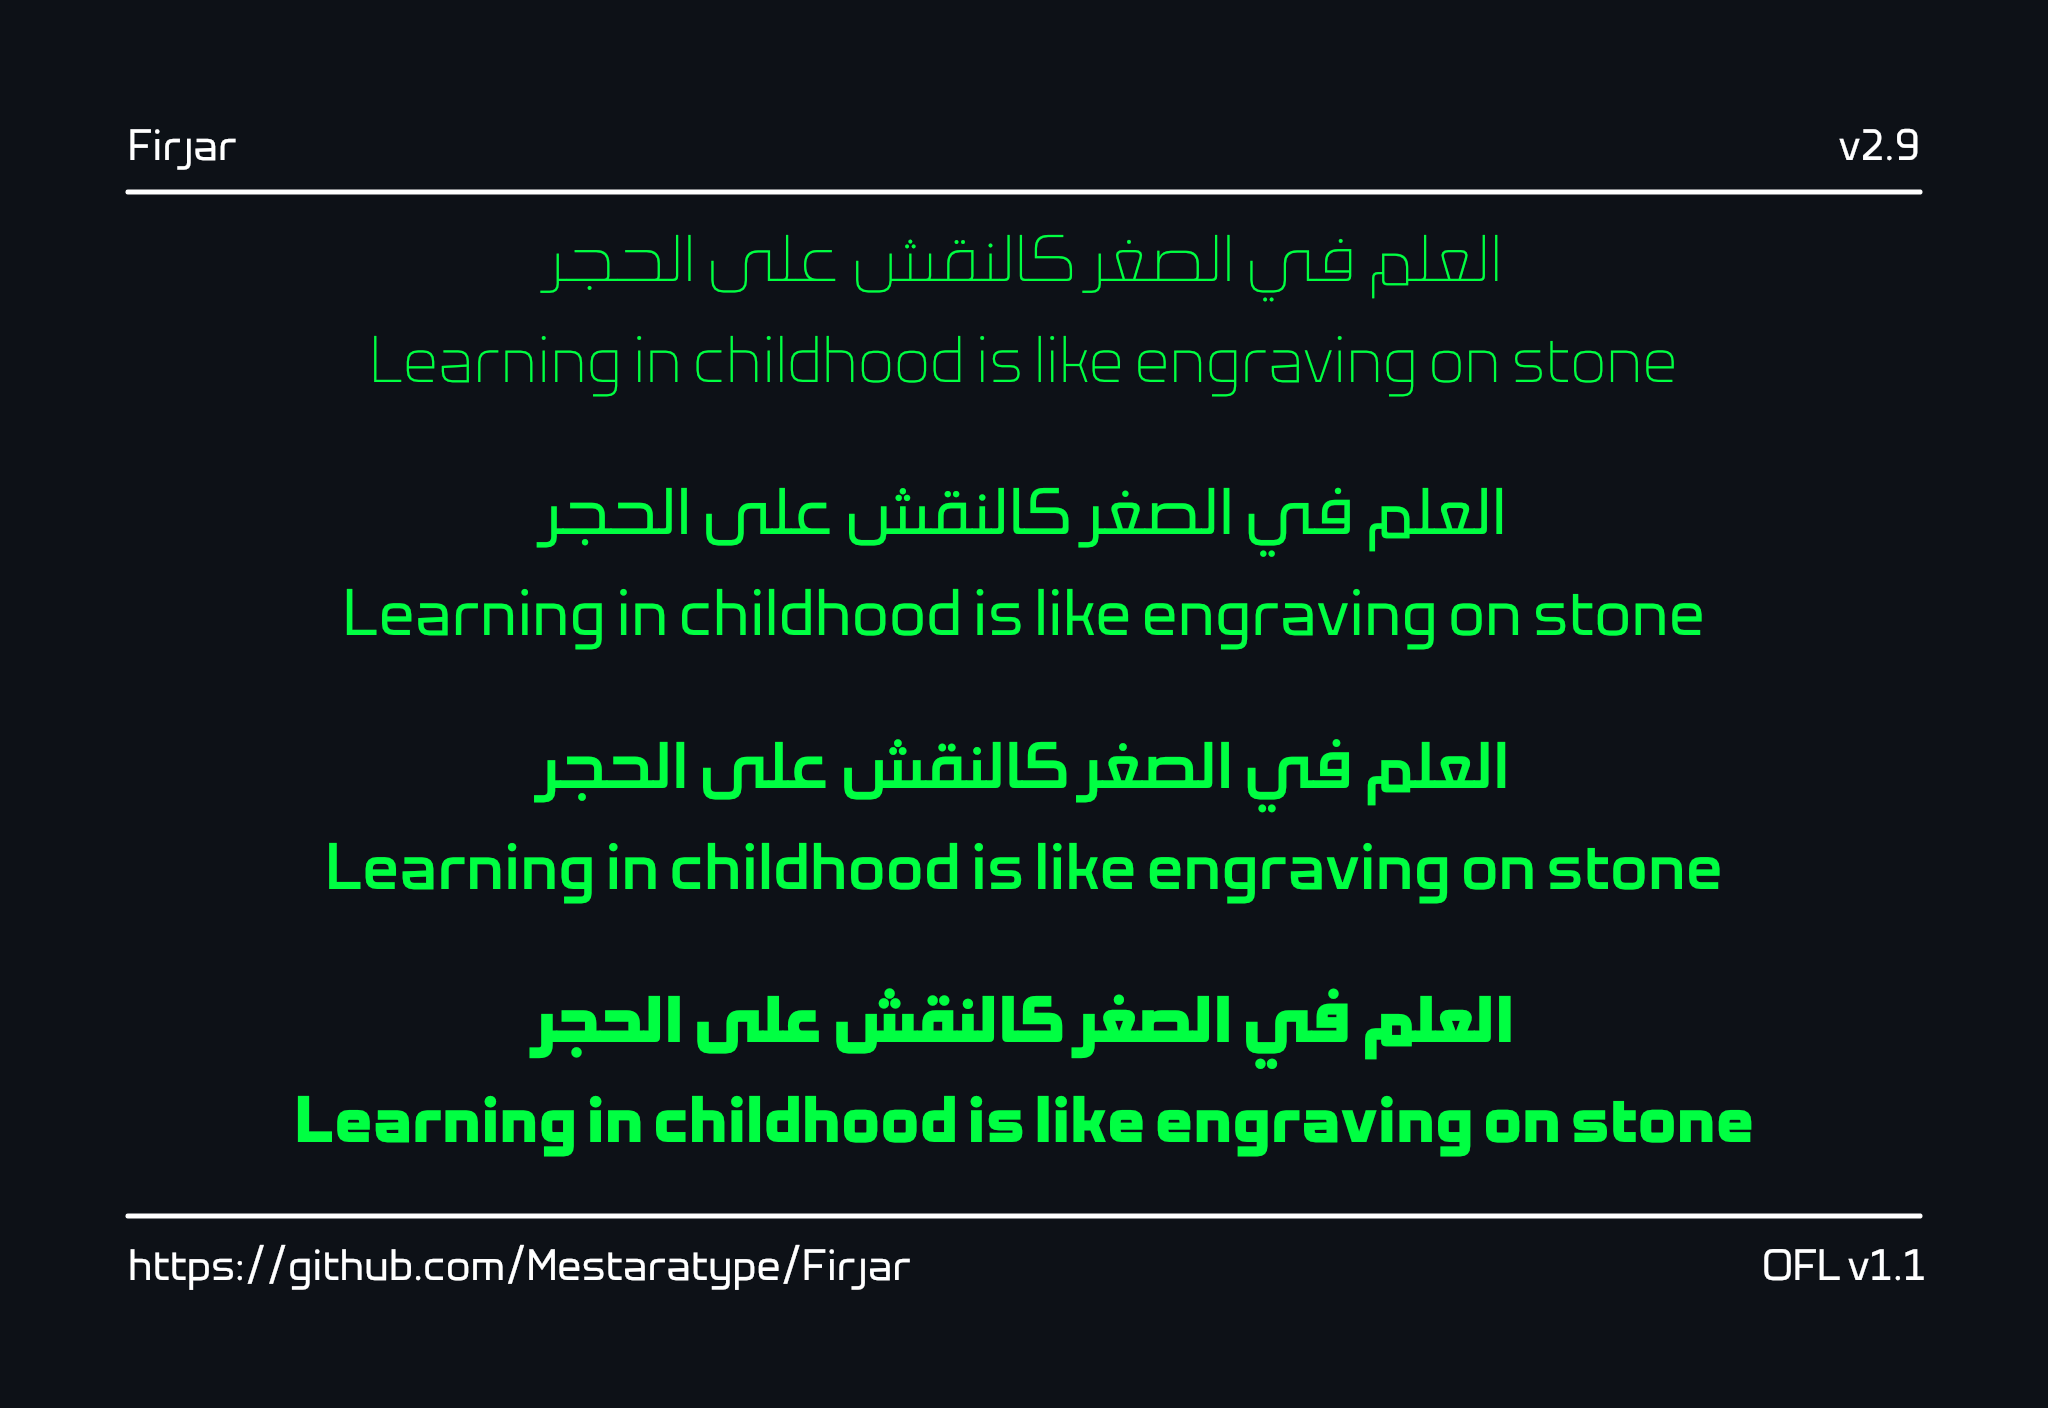 Firjar
v2.9
العلم في الصغر كالنقش على الحجر
Learning in childhood is like engraving on stone
العلم في الصغر كالنقش على الحجر
Learning in childhood is like engraving on stone
العلم في الصغر كالنقش على الحجر
Learning in childhood is like engraving on stone
العلم في الصغر كالنقش على الحجر
Learning in childhood is like engraving on stone
https://github.com/Mestaratype/Firjar
OFL v1.1